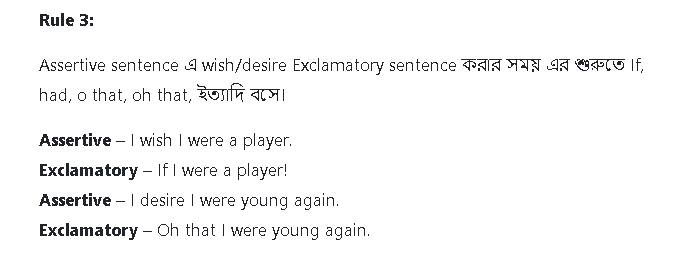 Rule 3:
Assertive sentence এ wish/desire Exclamatory sentence করার সময় এর শুরুতে If,
had, o that, oh that, ইত্যাদি বসে।
Assertive – I wish I were a player.
Exclamatory – If I were a player!
Assertive – I desire I were young again.
Exclamatory – Oh that I were young again.